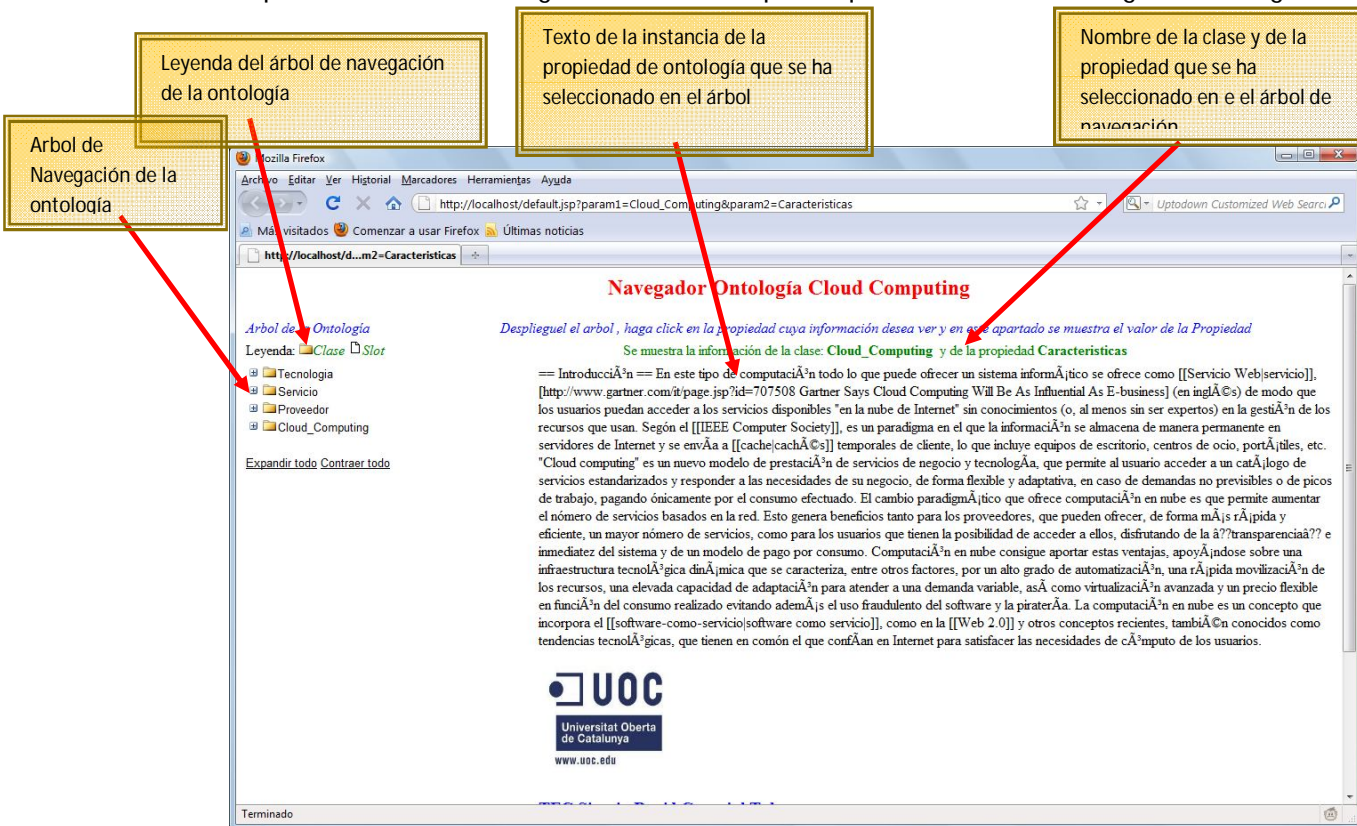 Leyenda del árbol de navegación
de la ontología
Texto de la instancia de la
propiedad de ontología que se ha
seleccionado en el árbol
Nombre de la clase y de la
propiedad que se ha
seleccionado en e el árbol de
navegación
Arbol de
Navegación de la
ontología
Mozilla Firefox
Archivo Editar Ver Historial Marcadores Herramientas Ayuda
http://localhost/default.jsp?param1=Cloud_Computing&param2=Caracteristicas
Uptodown Customized Web Searc
Más visitados Comenzar a usar Firefox Últimas noticias
http://localhost/d...m2=Caracteristicas
Navegador Ontología Cloud Computing
Arbol de la Ontología
Desplieguel el arbol , haga click en la propiedad cuya información desea ver y en este apartado se muestra el valor de la Propiedad
Leyenda: Clase Slot
Se muestra la información de la clase: Cloud_Computing y de la propiedad Caracteristicas
Tecnologia
Servicio
Proveedor
Cloud_Computing
Expandir todo Contraer todo
== IntroducciÃ³n == En este tipo de computaciÃ³n todo lo que puede ofrecer un sistema informÃ¡tico se ofrece como [[Servicio Web|servicio]],
[http://www.gartner.com/it/page.jsp?id=707508 Gartner Says Cloud Computing Will Be As Influential As E-business] (en inglÃ©s) de modo que
los usuarios puedan acceder a los servicios disponibles "en la nube de Internet" sin conocimientos (o, al menos sin ser expertos) en la gestiÃ³n de los
recursos que usan. Según el [[IEEE Computer Society]], es un paradigma en el que la informaciÃ³n se almacena de manera permanente en
servidores de Internet y se envÃ­a a [[cache|cachÃ©s]] temporales de cliente, lo que incluye equipos de escritorio, centros de ocio, portÃ¡tiles, etc.
"Cloud computing" es un nuevo modelo de prestaciÃ³n de servicios de negocio y tecnologÃ­a, que permite al usuario acceder a un catÃ¡logo de
servicios estandarizados y responder a las necesidades de su negocio, de forma flexible y adaptativa, en caso de demandas no previsibles o de picos
de trabajo, pagando ónicamente por el consumo efectuado. El cambio paradigmÃ¡tico que ofrece computaciÃ³n en nube es que permite aumentar
el nómero de servicios basados en la red. Esto genera beneficios tanto para los proveedores, que pueden ofrecer, de forma mÃ¡s rÃ¡pida y
eficiente, un mayor nómero de servicios, como para los usuarios que tienen la posibilidad de acceder a ellos, disfrutando de la â??transparenciaâ?? e
inmediatez del sistema y de un modelo de pago por consumo. ComputaciÃ³n en nube consigue aportar estas ventajas, apoyÃ¡ndose sobre una
infraestructura tecnolÃ³gica dinÃ¡mica que se caracteriza, entre otros factores, por un alto grado de automatizaciÃ³n, una rÃ¡pida movilizaciÃ³n de
los recursos, una elevada capacidad de adaptaciÃ³n para atender a una demanda variable, asÃ­ como virtualizaciÃ³n avanzada y un precio flexible
en funciÃ³n del consumo realizado evitando ademÃ¡s el uso fraudulento del software y la piraterÃ­a. La computaciÃ³n en nube es un concepto que
incorpora el [[software-como-servicio|software como servicio]], como en la [[Web 2.0]] y otros conceptos recientes, tambiÃ©n conocidos como
tendencias tecnolÃ³gicas, que tienen en común el que confÃ­an en Internet para satisfacer las necesidades de cÃ³mputo de los usuarios.
UOC
Universitat Oberta
de Catalunya
www.uoc.edu
Terminado